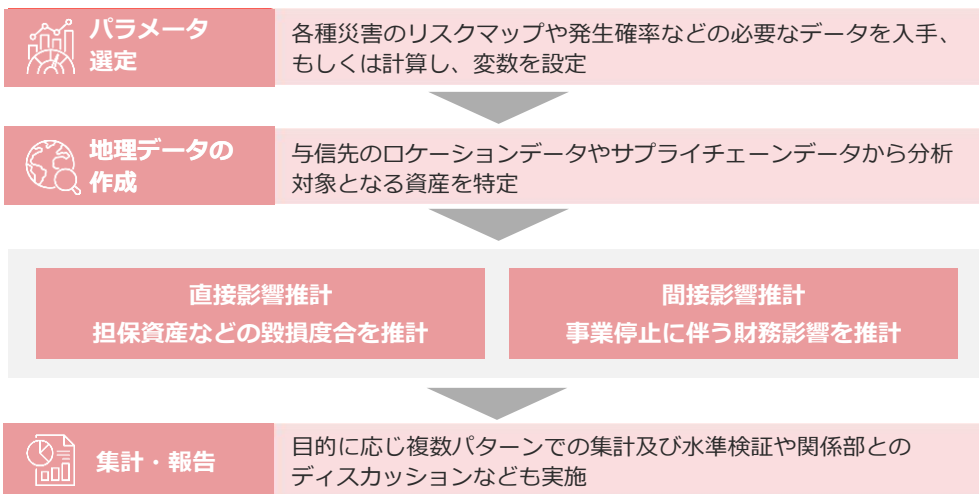 パラメータ
選定
各種災害のリスクマップや発生確率などの必要なデータを入手、
もしくは計算し、変数を設定
地理データの
作成
与信先のロケーションデータやサプライチェーンデータから分析
対象となる資産を特定
直接影響推計
担保資産などの毀損度合を推計
間接影響推計
事業停止に伴う財務影響を推計
集計・報告
目的に応じ複数パターンでの集計及び水準検証や関係部との
ディスカッションなども実施